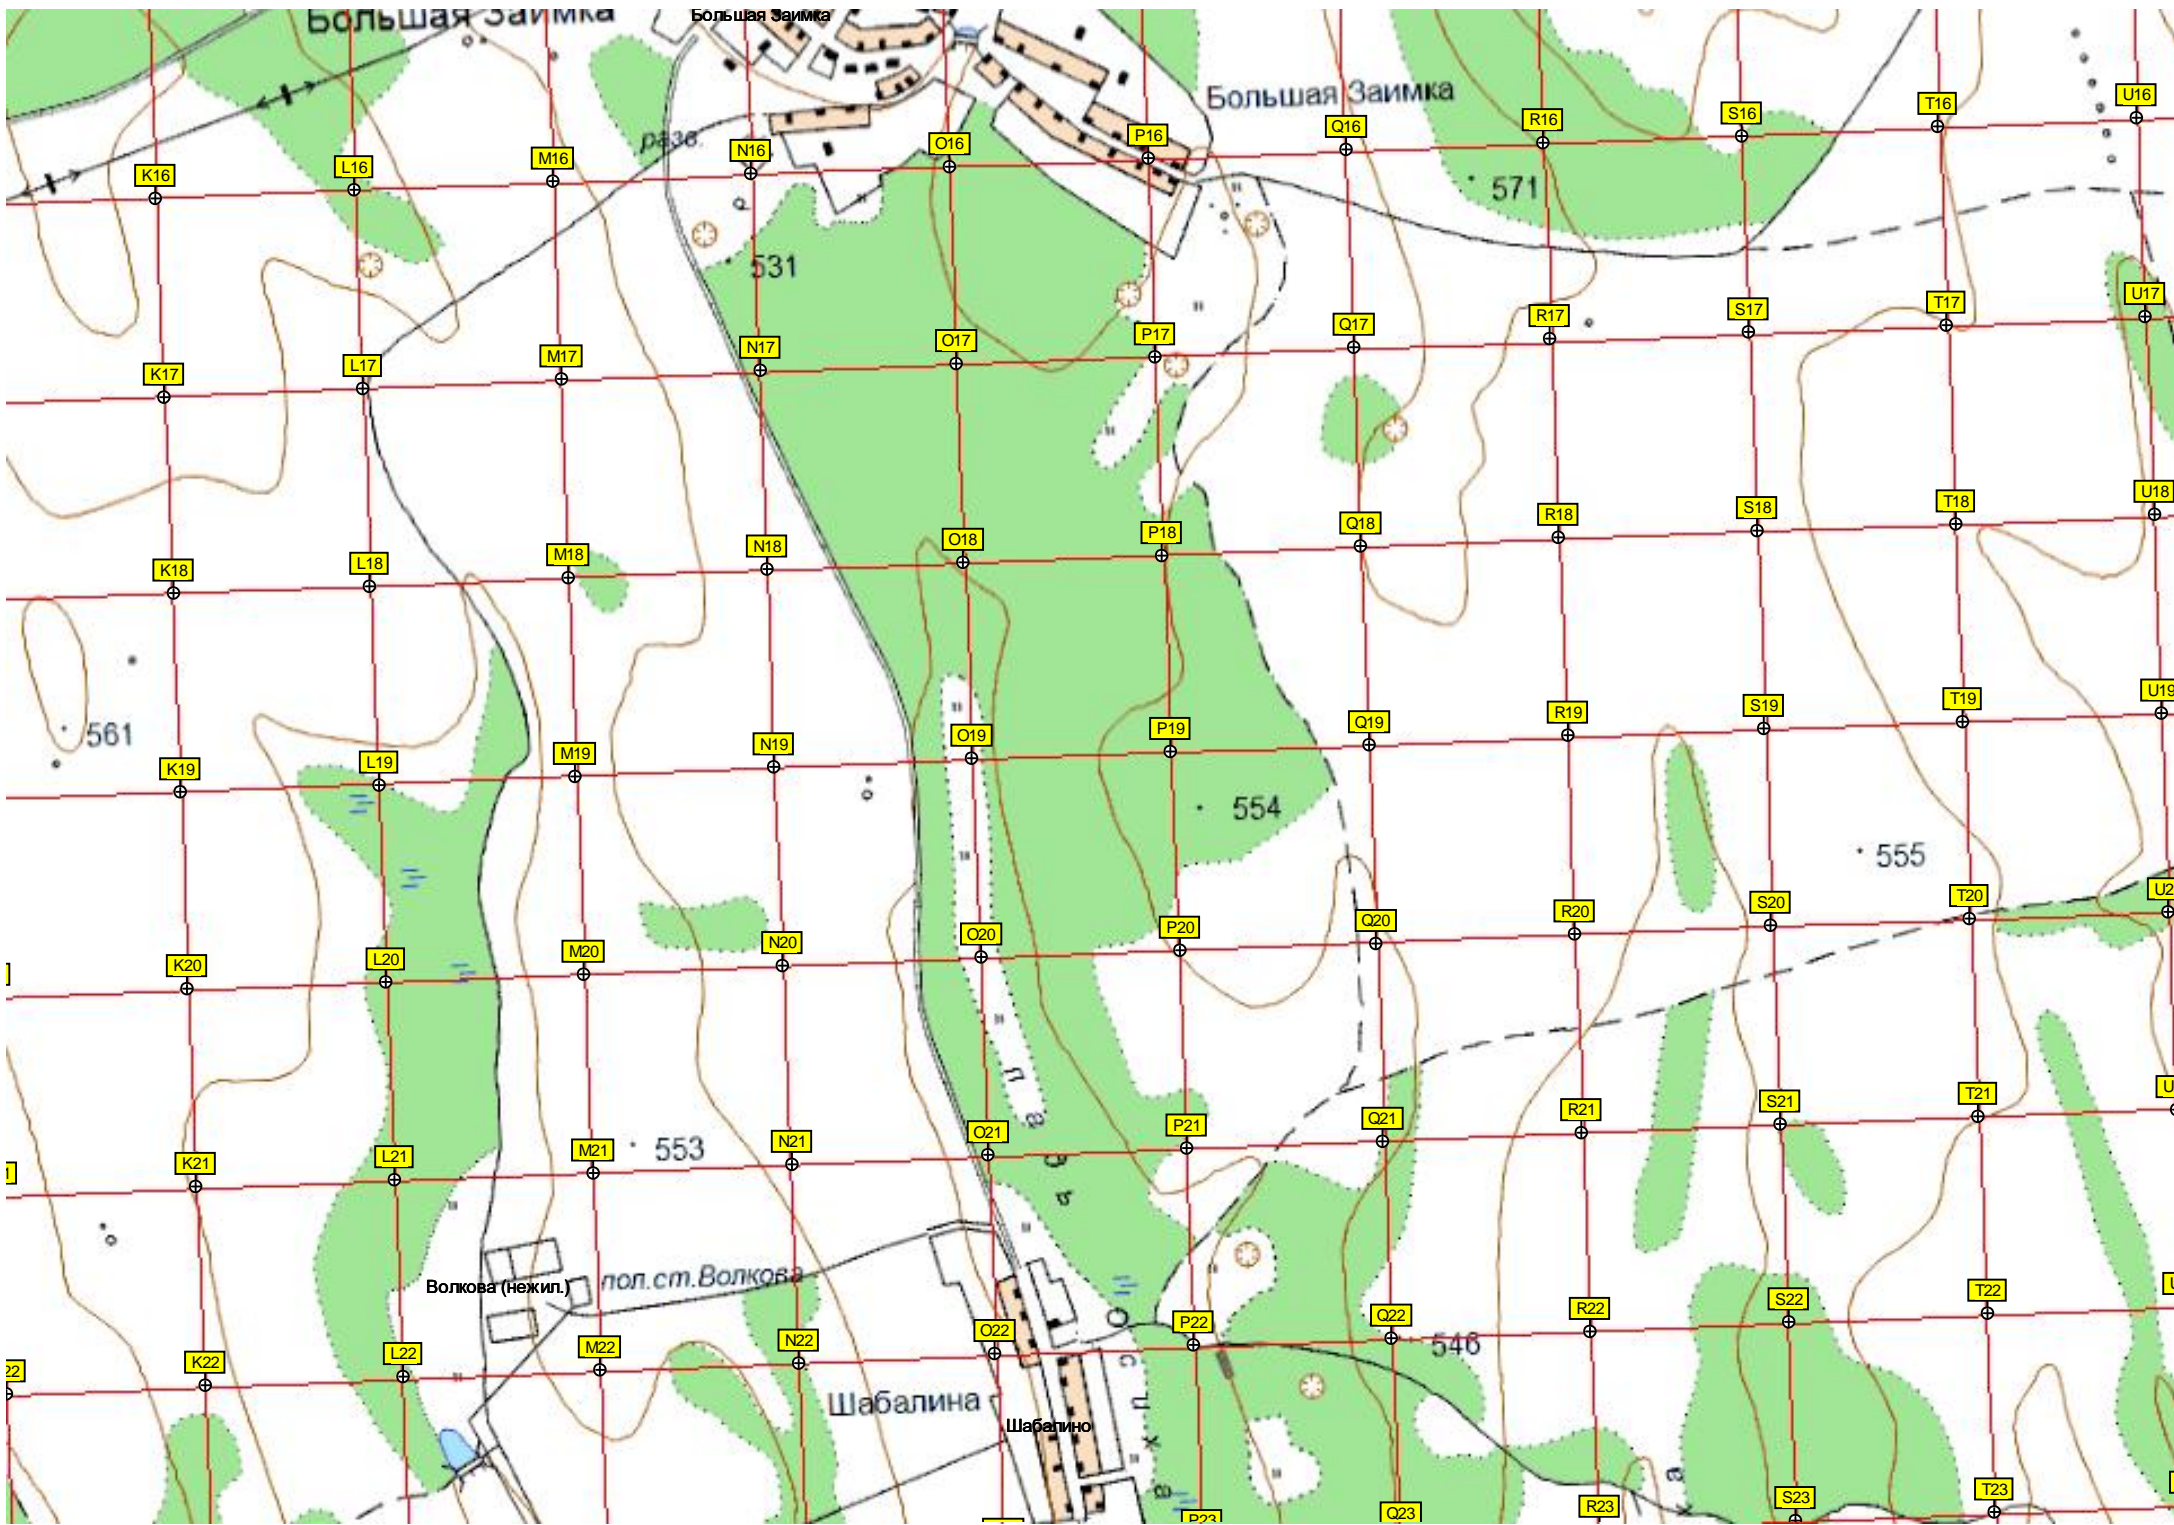 Большая Заимка
Большая Заимка
Большая Заимка
разв.
K16 L16 M16 N16 O16 P16 Q16 R16 S16 T16 U16
571
531
K17 L17 M17 N17 O17 P17 Q17 R17 S17 T17 U17
K18 L18 M18 N18 O18 P18 Q18 R18 S18 T18 U18
561
K19 L19 M19 N19 O19 P19 Q19 R19 S19 T19 U19
554
555
K20 L20 M20 N20 O20 P20 Q20 R20 S20 T20 U2
K21 L21 M21 N21 O21 P21 Q21 R21 S21 T21 U
553
Волкова (нежил.)
пол.ст.Волкова
22 K22 L22 M22 N22 O22 P22 Q22 R22 S22 T22
546
Шабалина
Шабалино
P23 Q23 R23 S23 T23